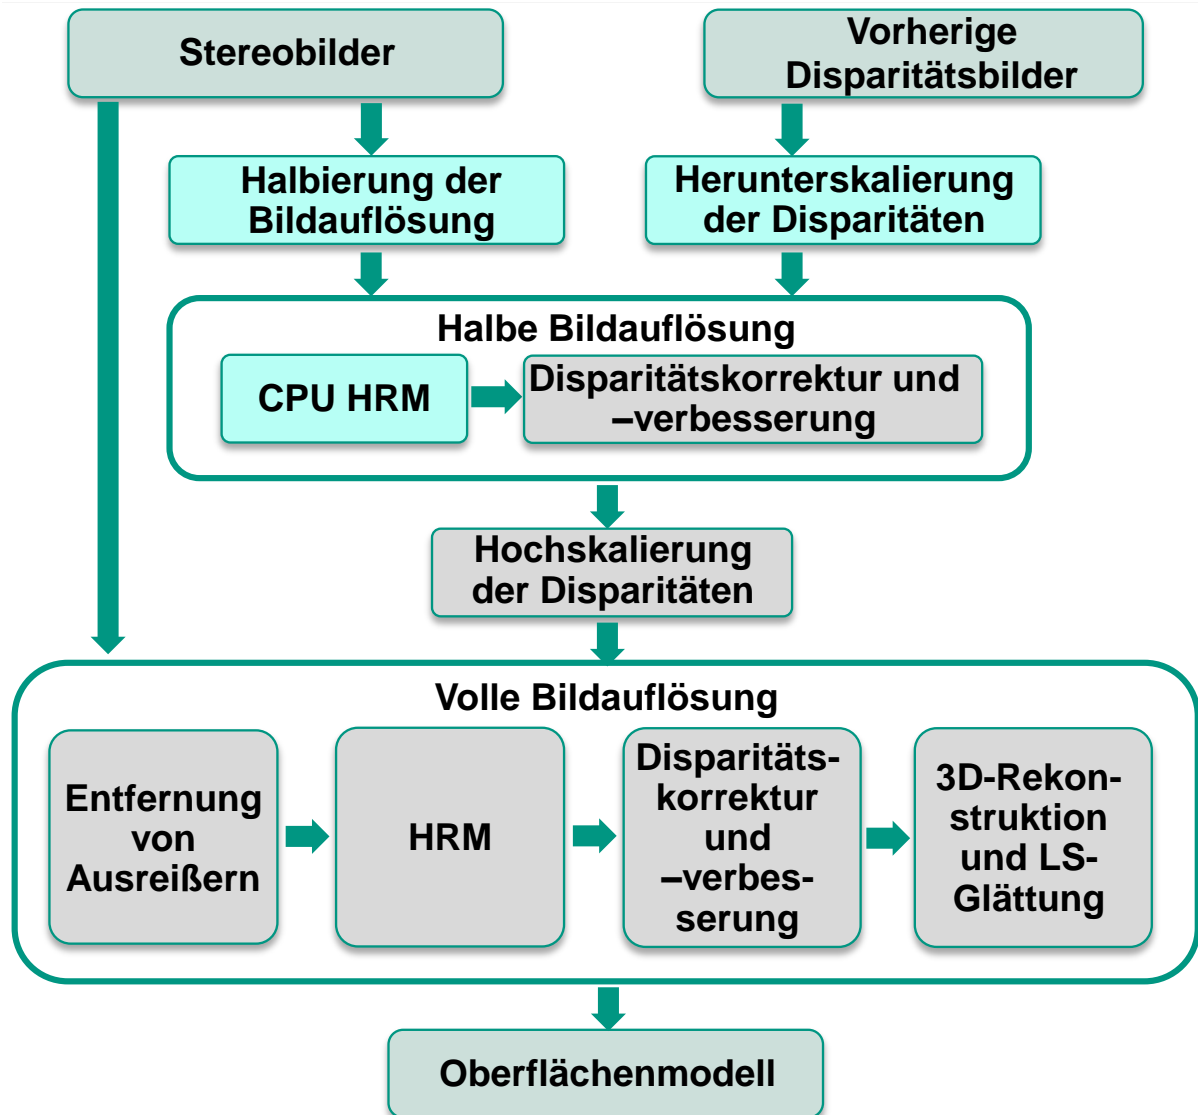 Stereobilder
Vorherige
Disparitätsbilder
Halbierung der
Bildauflösung
Herunterskalierung
der Disparitäten
Halbe Bildauflösung
CPU HRM
Disparitätskorrektur und
–verbesserung
Hochskalierung
der Disparitäten
Volle Bildauflösung
Entfernung
von
Ausreißern
HRM
Disparitäts-
korrektur
und
–verbes-
serung
3D-Rekon-
struktion
und LS-
Glättung
Oberflächenmodell